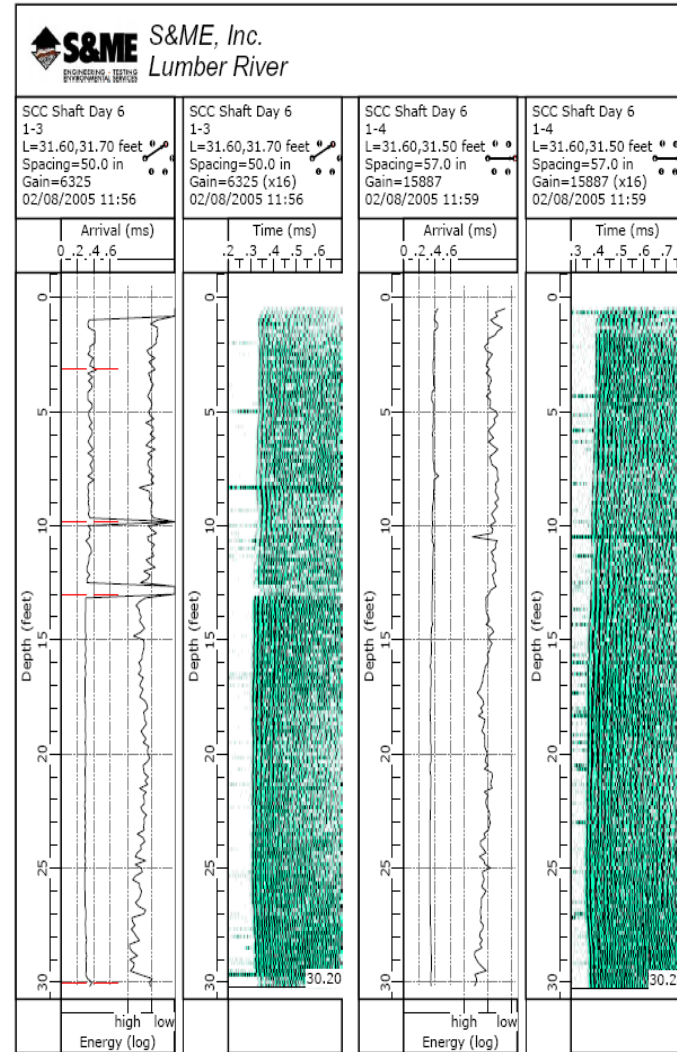 S&ME
ENGINEERING · TESTING
ENVIRONMENTAL SERVICES
S&ME, Inc.
Lumber River
SCC Shaft Day 6
1-3
L=31.60,31.70 feet
Spacing=50.0 in
Gain=6325
02/08/2005 11:56
SCC Shaft Day 6
1-3
L=31.60,31.70 feet
Spacing=50.0 in
Gain=6325 (x16)
02/08/2005 11:56
SCC Shaft Day 6
1-4
L=31.60,31.50 feet
Spacing=57.0 in
Gain=15887
02/08/2005 11:59
SCC Shaft Day 6
1-4
L=31.60,31.50 feet
Spacing=57.0 in
Gain=15887 (x16)
02/08/2005 11:59
Arrival (ms)
0 .2 .4 .6
Time (ms)
.2 .3 .4 .5 .6
Arrival (ms)
0 .2 .4 .6
Time (ms)
.3 .4 .5 .6 .7
Depth (feet)
0 5 10 15 20 25 30
Depth (feet)
0 5 10 15 20 25 30
30.20
Depth (feet)
0 5 10 15 20 25 30
Depth (feet)
0 5 10 15 20 25 30
30.2
high low
Energy (log)
high low
Energy (log)